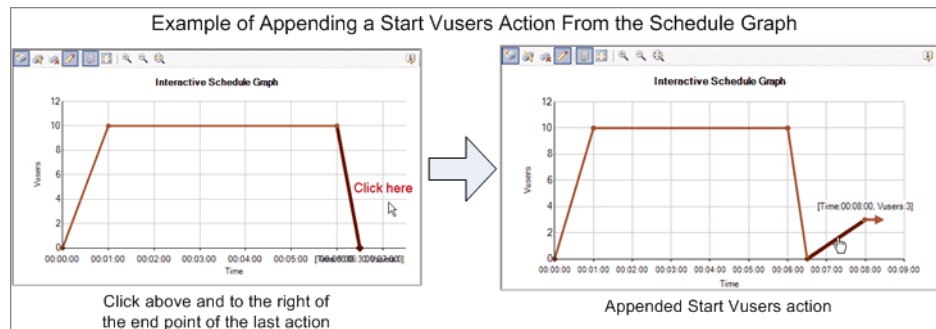 Example of Appending a Start Vusers Action From the Schedule Graph
Interactive Schedule Graph
12
10
8
6
4
2
0
Vusers
Click here
00:00:00 00:01:00 00:02:00 00:03:00 00:04:00 00:05:00
Time
Click above and to the right of
the end point of the last action
Interactive Schedule Graph
12
10
8
6
4
2
0
Vusers
[Time:00:08:00, Vusers:3]
00:00:00 00:01:00 00:02:00 00:03:00 00:04:00 00:05:00 00:06:00 00:07:00 00:08:00 00:09:00
Time
Appended Start Vusers action